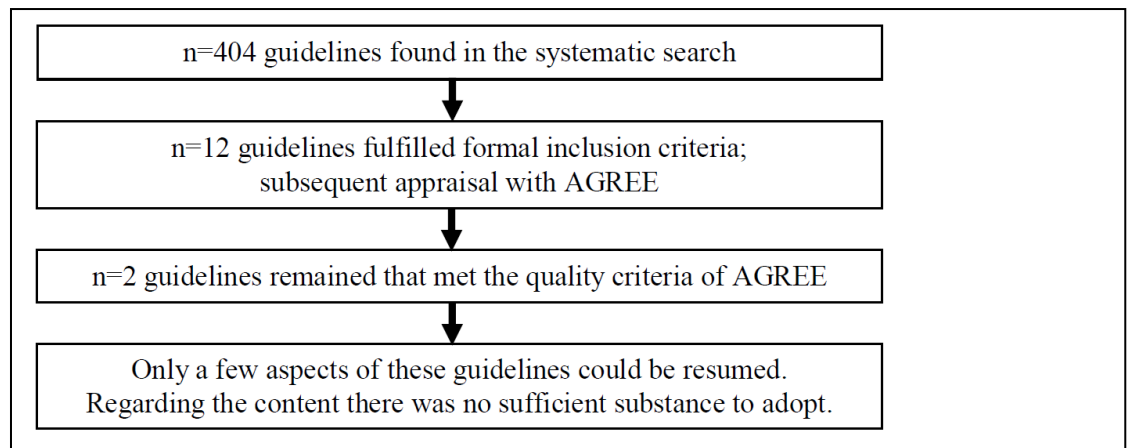 n=404 guidelines found in the systematic search
n=12 guidelines fulfilled formal inclusion criteria;
subsequent appraisal with AGREE
n=2 guidelines remained that met the quality criteria of AGREE
Only a few aspects of these guidelines could be resumed.
Regarding the content there was no sufficient substance to adopt.